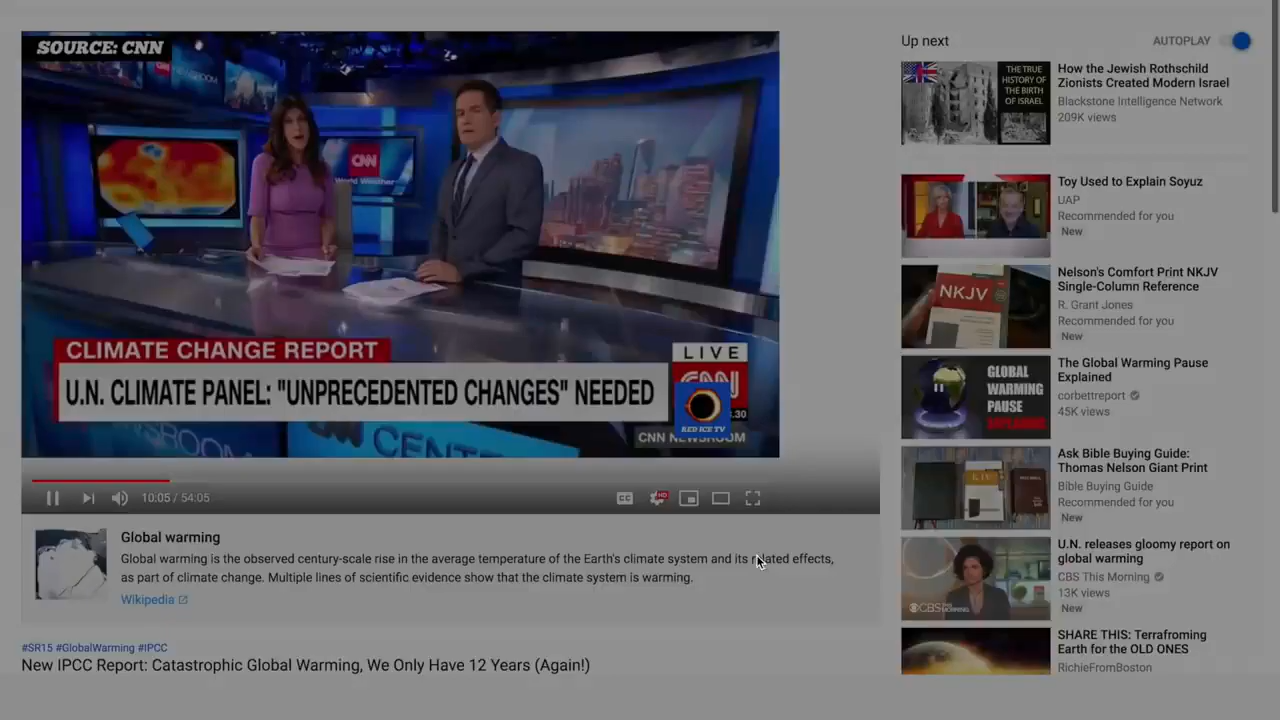 SOURCE: CNN
CNN
World Weather
CLIMATE CHANGE REPORT
U.N. CLIMATE PANEL: "UNPRECEDENTED CHANGES" NEEDED
LIVE
CNN
RED ICE TV
CNN NEWSROOM
10:05 / 54:05
CC
HD
Global warming
Global warming is the observed century-scale rise in the average temperature of the Earth's climate system and its related effects,
as part of climate change. Multiple lines of scientific evidence show that the climate system is warming.
Wikipedia
#SR15 #GlobalWarming #IPCC
New IPCC Report: Catastrophic Global Warming, We Only Have 12 Years (Again!)
Up next
AUTOPLAY
THE TRUE
HISTORY OF
THE BIRTH
OF ISRAEL
How the Jewish Rothschild
Zionists Created Modern Israel
Blackstone Intelligence Network
209K views
Toy Used to Explain Soyuz
UAP
Recommended for you
New
NKJV
Nelson's Comfort Print NKJV
Single-Column Reference
R. Grant Jones
Recommended for you
New
GLOBAL
WARMING
PAUSE
EXPLAINED
The Global Warming Pause
Explained
corbettreport
45K views
Ask Bible Buying Guide:
Thomas Nelson Giant Print
Bible Buying Guide
Recommended for you
New
CBS THIS MORNING
U.N. releases gloomy report on
global warming
CBS This Morning
13K views
New
SHARE THIS: Terrafroming
Earth for the OLD ONES
RichieFromBoston